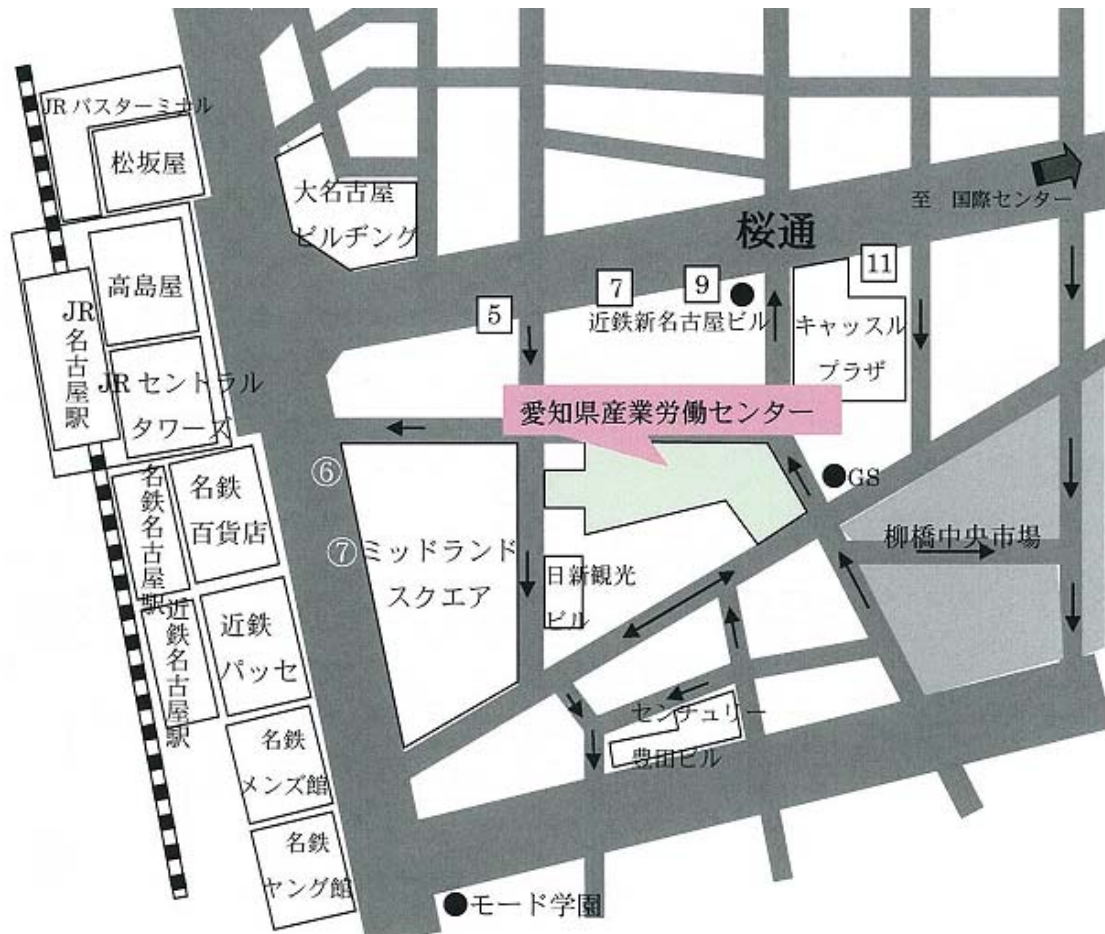 JR バスターミナル
松坂屋
大名古屋
ビルヂング
至 国際センター
桜通
高島屋
JR
名古屋駅
JR セントラル
タワーズ
5
7
9
11
近鉄新名古屋ビル
キャッスル
プラザ
愛知県産業労働センター
⑥
⑦
GS
名鉄名古屋駅
名鉄
百貨店
ミッドランド
スクエア
日新観光
ビル
柳橋中央市場
近鉄名古屋駅
近鉄
パッセ
センチュリー
豊田ビル
名鉄
メンズ館
名鉄
ヤング館
モード学園